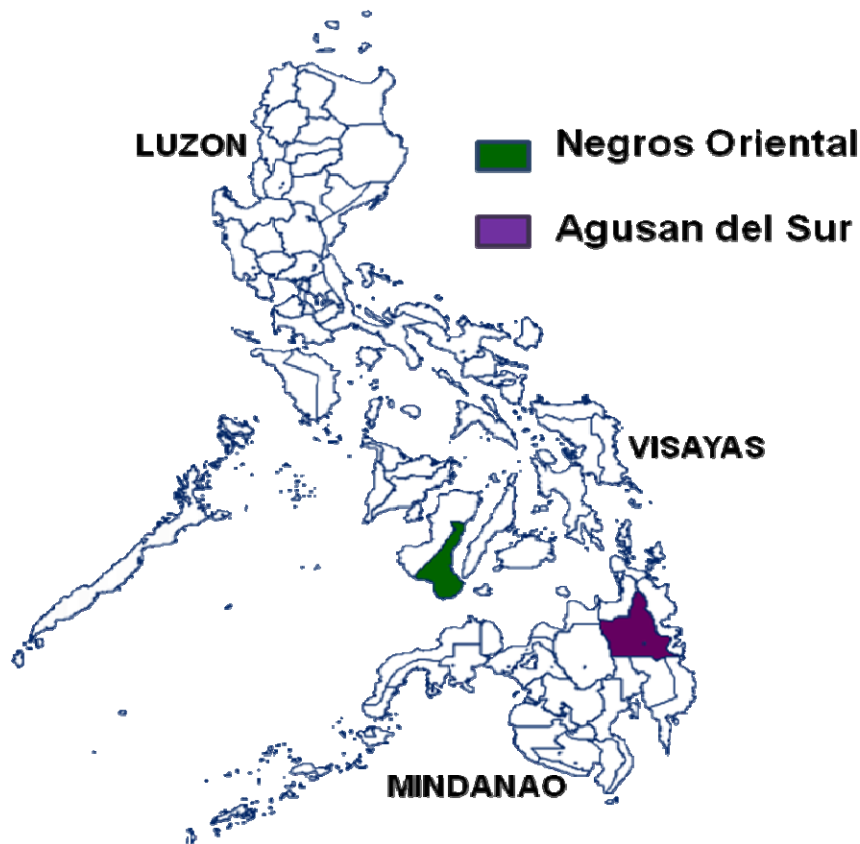 LUZON
Negros Oriental
Agusan del Sur
VISAYAS
MINDANAO